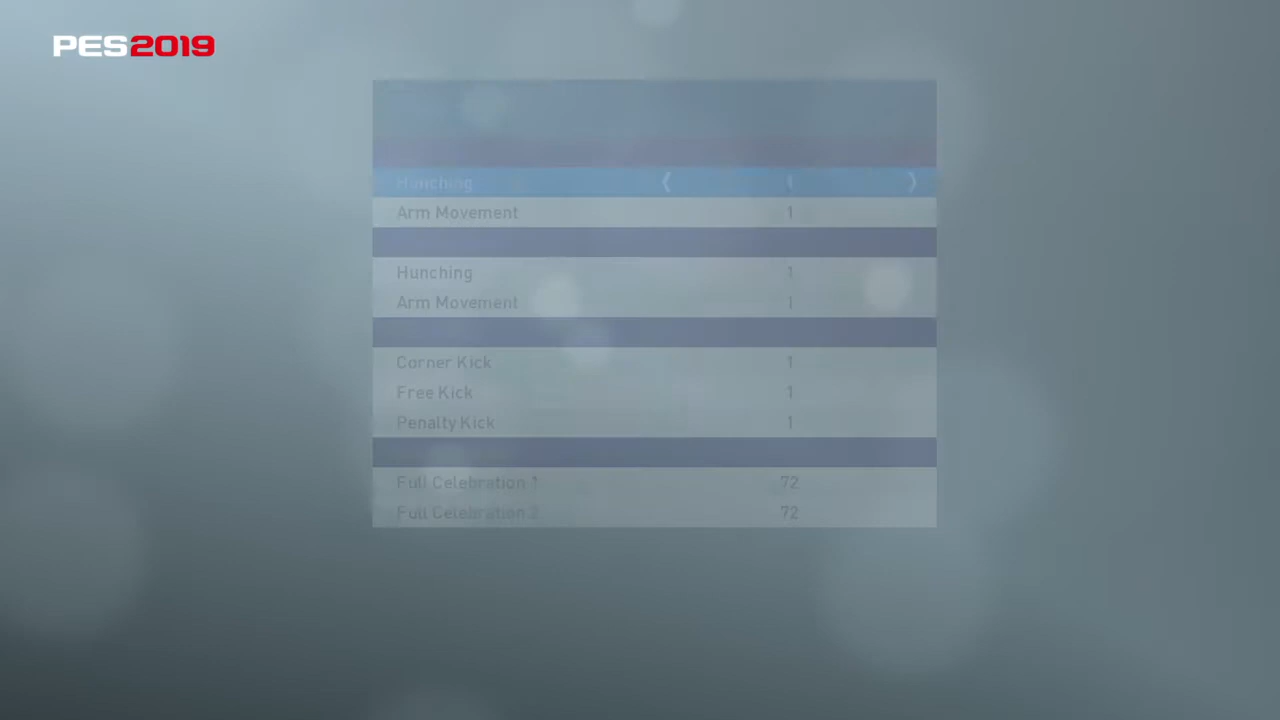 PES2019
Hunching
Arm Movement 1
Hunching 1
Arm Movement 1
Corner Kick 1
Free Kick 1
Penalty Kick 1
Full Celebration 1 72
Full Celebration 2 72